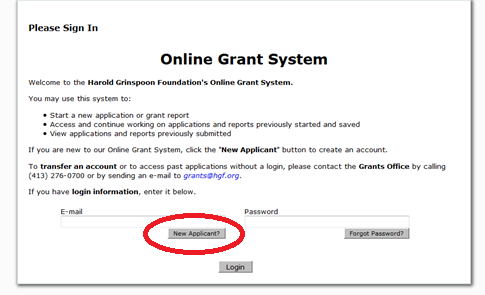 Please Sign In
Online Grant System
Welcome to the Harold Grinspoon Foundation's Online Grant System.
You may use this system to:
• Start a new application or grant report
• Access and continue working on applications and reports previously started and saved
• View applications and reports previously submitted
If you are new to our Online Grant System, click the "New Applicant" button to create an account.
To transfer an account or to access past applications without a login, please contact the Grants Office by calling
(413) 276-0700 or by sending an e-mail to grants@hgf.org.
If you have login information, enter it below.
E-mail Password
New Applicant? Forgot Password?
Login